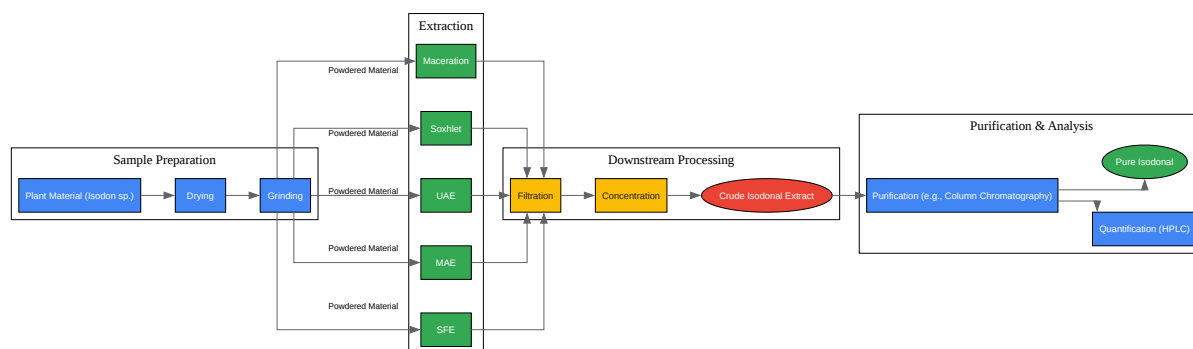 Extraction
Maceration
Powdered Material
Soxhlet
Powdered Material
Purification & Analysis
Sample Preparation
Downstream Processing
Pure Isodonal
Plant Material (Isodon sp.)
Drying
Grinding
Powdered Material
UAE
Filtration
Concentration
Crude Isodonal Extract
Purification (e.g., Column Chromatography)
Quantification (HPLC)
Powdered Material
MAE
Powdered Material
SFE